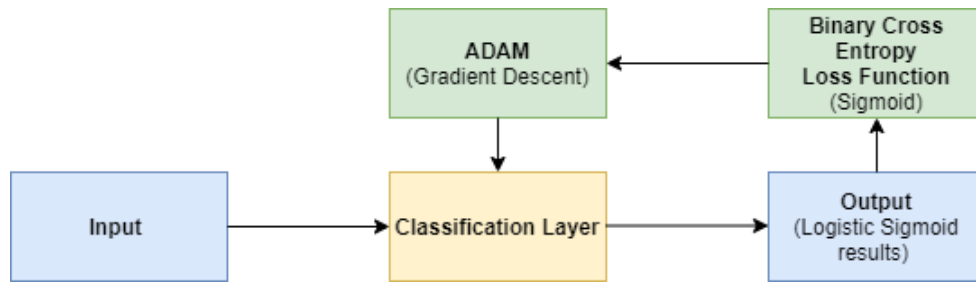 ADAM
(Gradient Descent)
Binary Cross
Entropy
Loss Function
(Sigmoid)
Input
Classification Layer
Output
(Logistic Sigmoid
results)